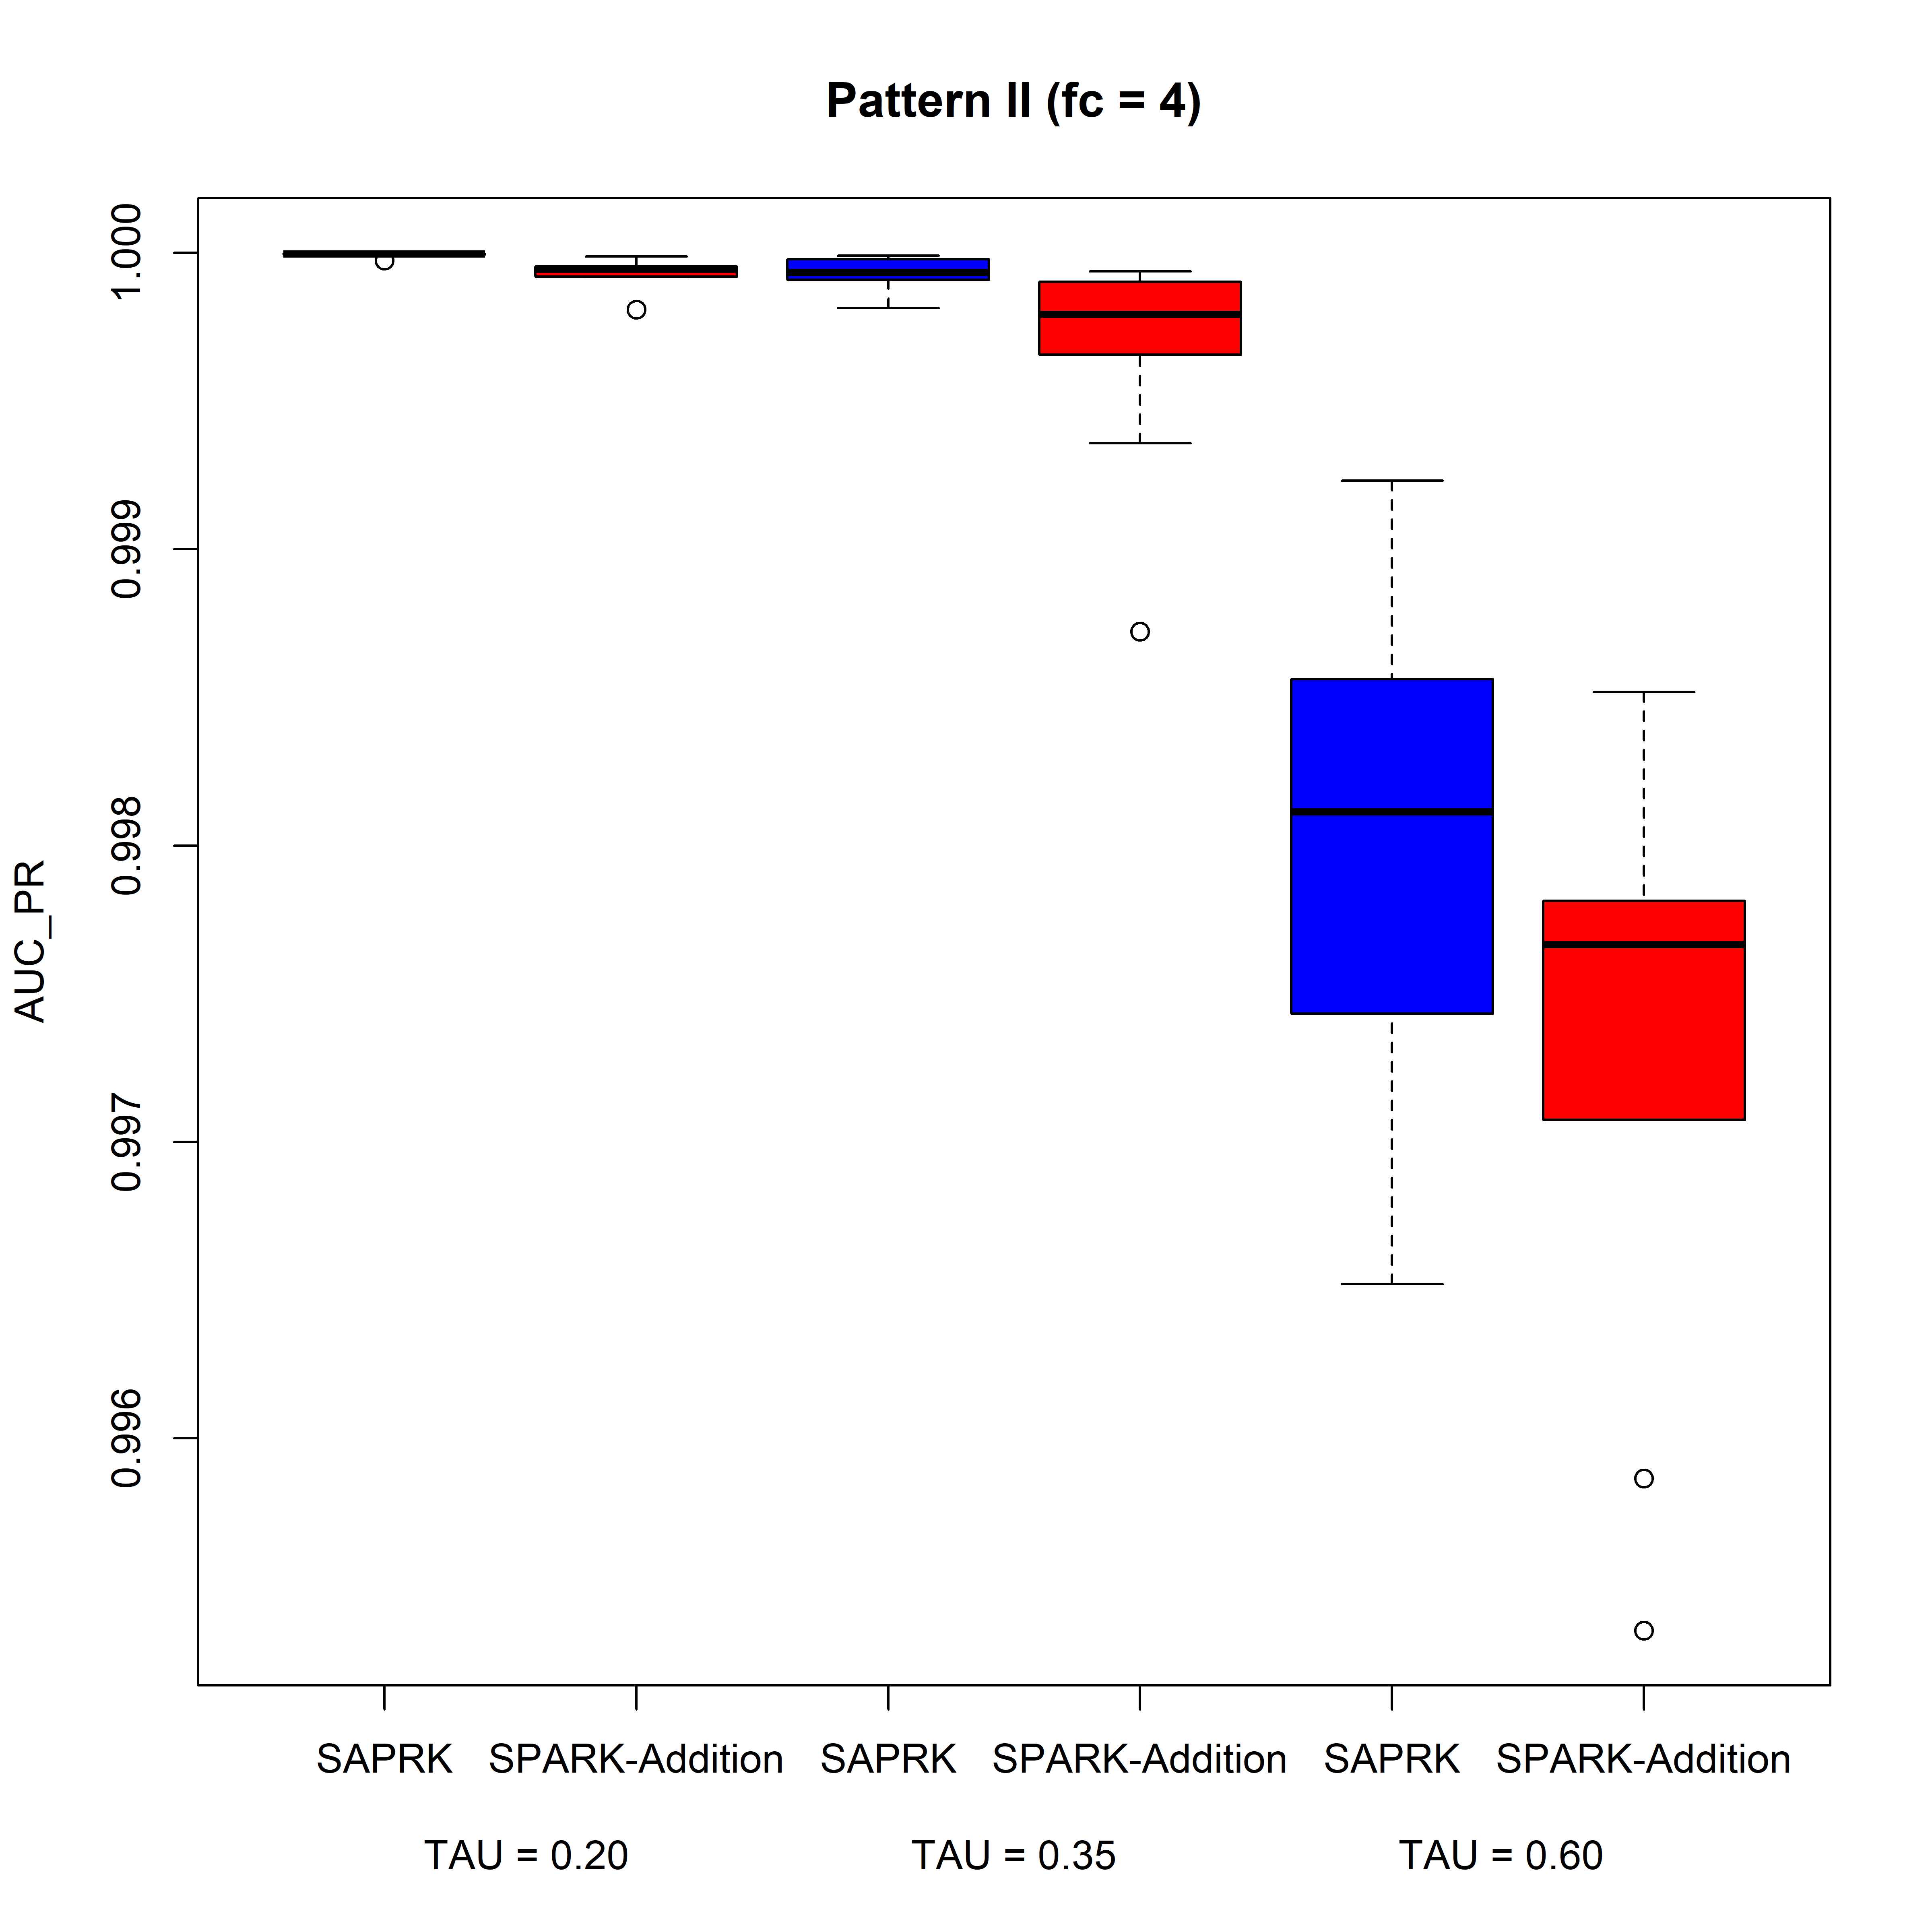 Pattern II (fc = 4)
AUC_PR
1.000
0.999
0.998
0.997
0.996
SAPRK SPARK-Addition SAPRK SPARK-Addition SAPRK SPARK-Addition
TAU = 0.20 TAU = 0.35 TAU = 0.60